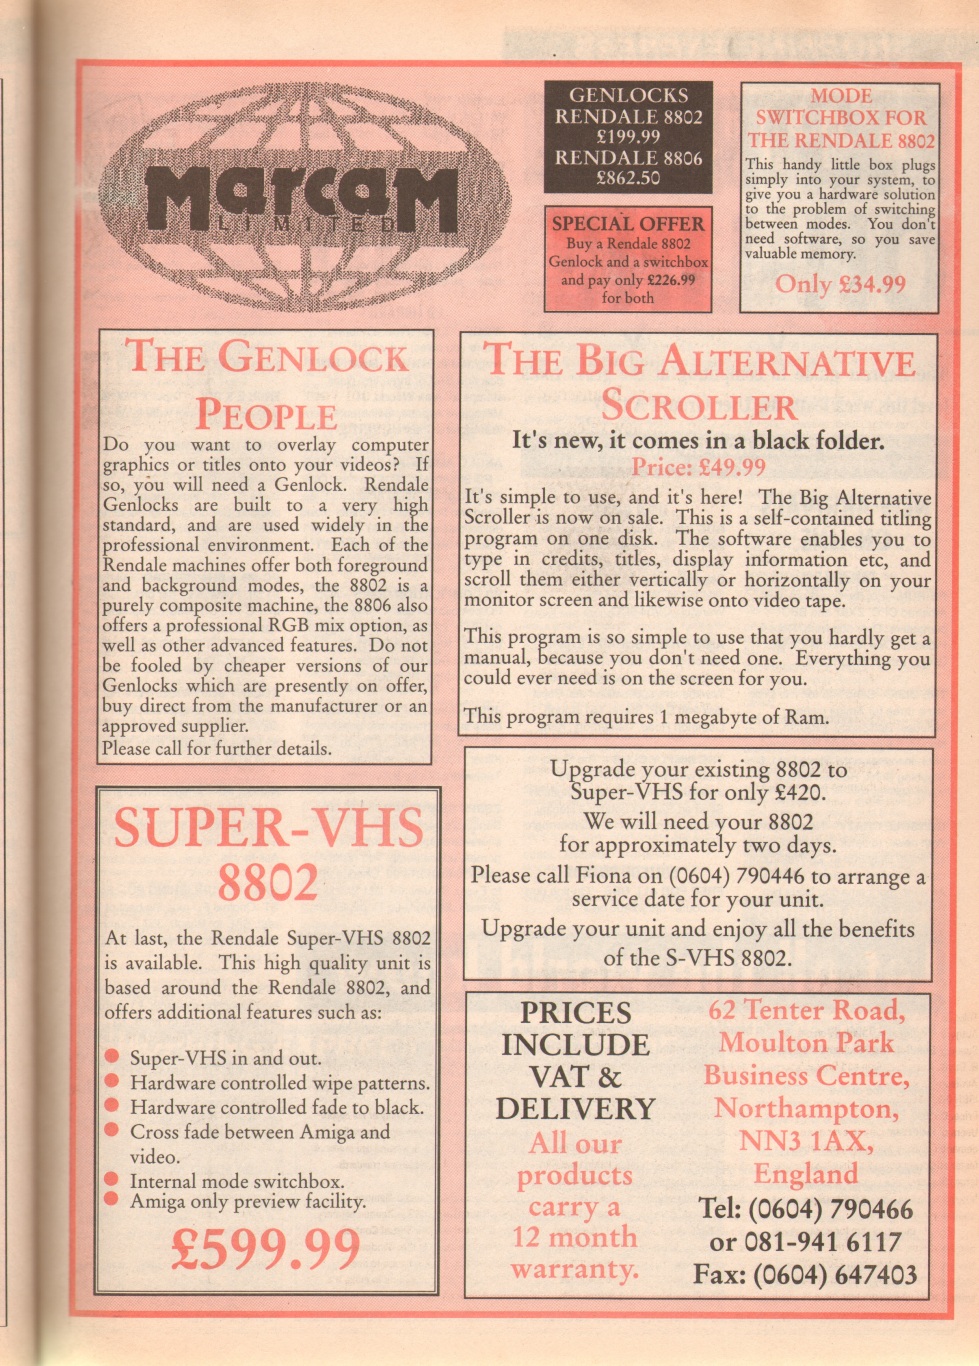 Marcam
LIMITED
GENLOCKS
RENDALE 8802
£199.99
RENDALE 8806
£862.50
SPECIAL OFFER
Buy a Rendale 8802
Genlock and a switchbox
and pay only £226.99
for both
MODE
SWITCHBOX FOR
THE RENDALE 8802
This handy little box plugs
simply into your system, to
give you a hardware solution
to the problem of switching
between modes. You don't
need software, so you save
valuable memory.
Only £34.99
THE GENLOCK
PEOPLE
Do you want to overlay computer
graphics or titles onto your videos? If
so, you will need a Genlock. Rendale
Genlocks are built to a very high
standard, and are used widely in the
professional environment. Each of the
Rendale machines offer both foreground
and background modes, the 8802 is a
purely composite machine, the 8806 also
offers a professional RGB mix option, as
well as other advanced features. Do not
be fooled by cheaper versions of our
Genlocks which are presently on offer,
buy direct from the manufacturer or an
approved supplier.
Please call for further details.
THE BIG ALTERNATIVE
SCROLLER
It's new, it comes in a black folder.
Price: £49.99
It's simple to use, and it's here! The Big Alternative
Scroller is now on sale. This is a self-contained titling
program on one disk. The software enables you to
type in credits, titles, display information etc, and
scroll them either vertically or horizontally on your
monitor screen and likewise onto video tape.
This program is so simple to use that you hardly get a
manual, because you don't need one. Everything you
could ever need is on the screen for you.
This program requires 1 megabyte of Ram.
SUPER-VHS
8802
At last, the Rendale Super-VHS 8802
is available. This high quality unit is
based around the Rendale 8802, and
offers additional features such as:
● Super-VHS in and out.
● Hardware controlled wipe patterns.
● Hardware controlled fade to black.
● Cross fade between Amiga and
video.
● Internal mode switchbox.
● Amiga only preview facility.
£599.99
Upgrade your existing 8802 to
Super-VHS for only £420.
We will need your 8802
for approximately two days.
Please call Fiona on (0604) 790446 to arrange a
service date for your unit.
Upgrade your unit and enjoy all the benefits
of the S-VHS 8802.
PRICES
INCLUDE
VAT &
DELIVERY
All our
products
carry a
12 month
warranty.
62 Tenter Road,
Moulton Park
Business Centre,
Northampton,
NN3 1AX,
England
Tel: (0604) 790466
or 081-941 6117
Fax: (0604) 647403